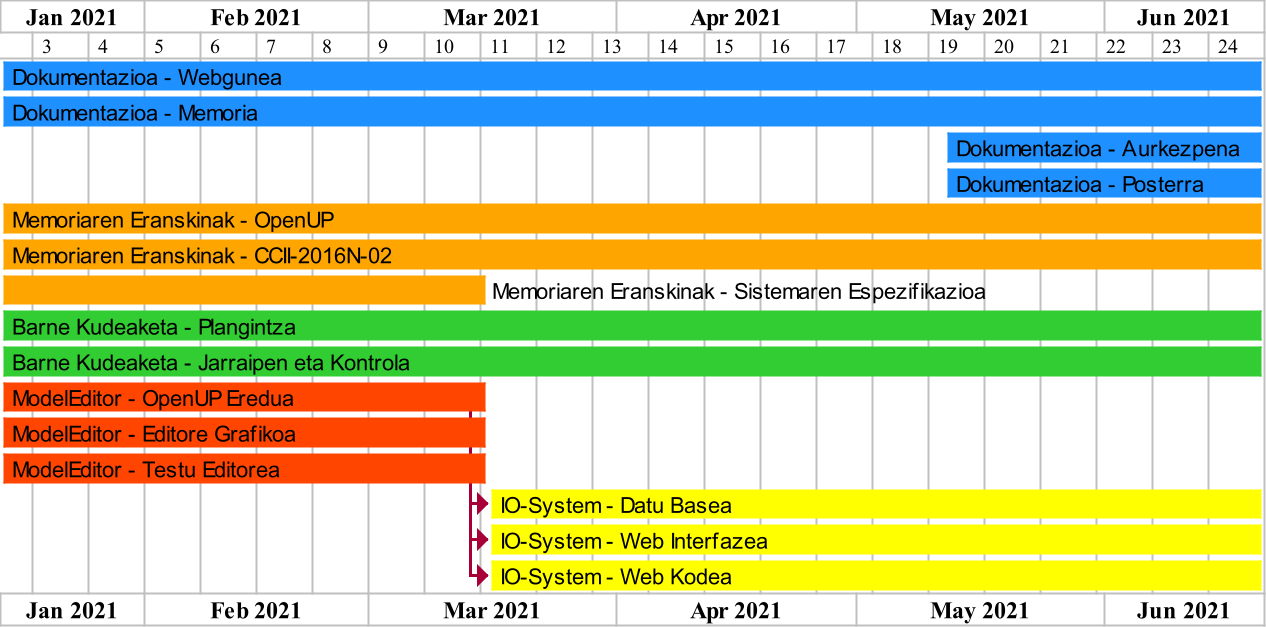 Jan 2021 Feb 2021 Mar 2021 Apr 2021 May 2021 Jun 2021
3 4 5 6 7 8 9 10 11 12 13 14 15 16 17 18 19 20 21 22 23 24
Dokumentazioa - Webgunea
Dokumentazioa - Memoria
Dokumentazioa - Aurkezpena
Dokumentazioa - Posterra
Memoriaren Eranskinak - OpenUP
Memoriaren Eranskinak - CCII-2016N-02
Memoriaren Eranskinak - Sistemaren Espezifikazioa
Barne Kudeaketa - Plangintza
Barne Kudeaketa - Jarraipen eta Kontrola
ModelEditor - OpenUP Eredua
ModelEditor - Editore Grafikoa
ModelEditor - Testu Editorea
IO-System - Datu Basea
IO-System - Web Interfazea
IO-System - Web Kodea
Jan 2021 Feb 2021 Mar 2021 Apr 2021 May 2021 Jun 2021